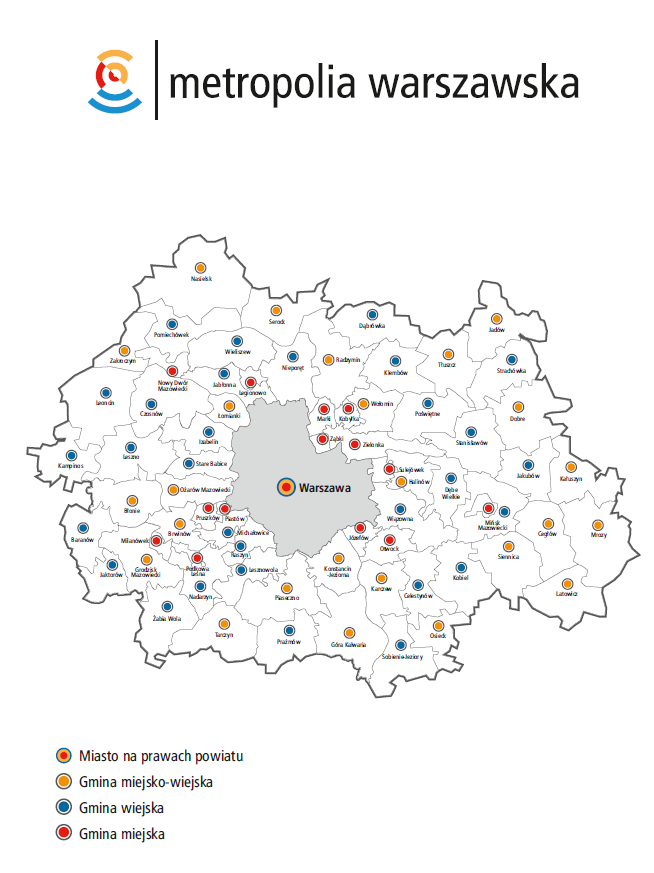 metropolia warszawska
Nasielsk
Serock
Dąbrówka
Jadów
Pomiechówek
Wieliszew
Zakroczym
Nieporęt
Radzymin
Klembów
Tłuszcz
Strachówka
Nowy Dwór
Mazowiecki
Jabłonna
Legionowo
Leoncin
Czosnów
Łomianki
Marki
Kobyłka
Wołomin
Poświętne
Dobre
Izabelin
Ząbki
Zielonka
Stanisławów
Kampinos
Leszno
Stare Babice
Sulejówek
Halinów
Jakubów
Kałuszyn
Ożarów Mazowiecki
Warszawa
Dębe
Wielkie
Błonie
Pruszków
Piastów
Wiązowna
Mińsk
Mazowiecki
Baranów
Brwinów
Michałowice
Józefów
Cegłów
Mrozy
Milanówek
Raszyn
Otwock
Siennica
Jaktorów
Grodzisk
Mazowiecki
Podkowa
Leśna
Lesznowola
Konstancin
-Jeziorna
Kołbiel
Nadarzyn
Piaseczno
Karczew
Celestynów
Latowicz
Żabia Wola
Tarczyn
Prażmów
Góra Kalwaria
Osieck
Sobienie-Jeziory
Miasto na prawach powiatu
Gmina miejsko-wiejska
Gmina wiejska
Gmina miejska